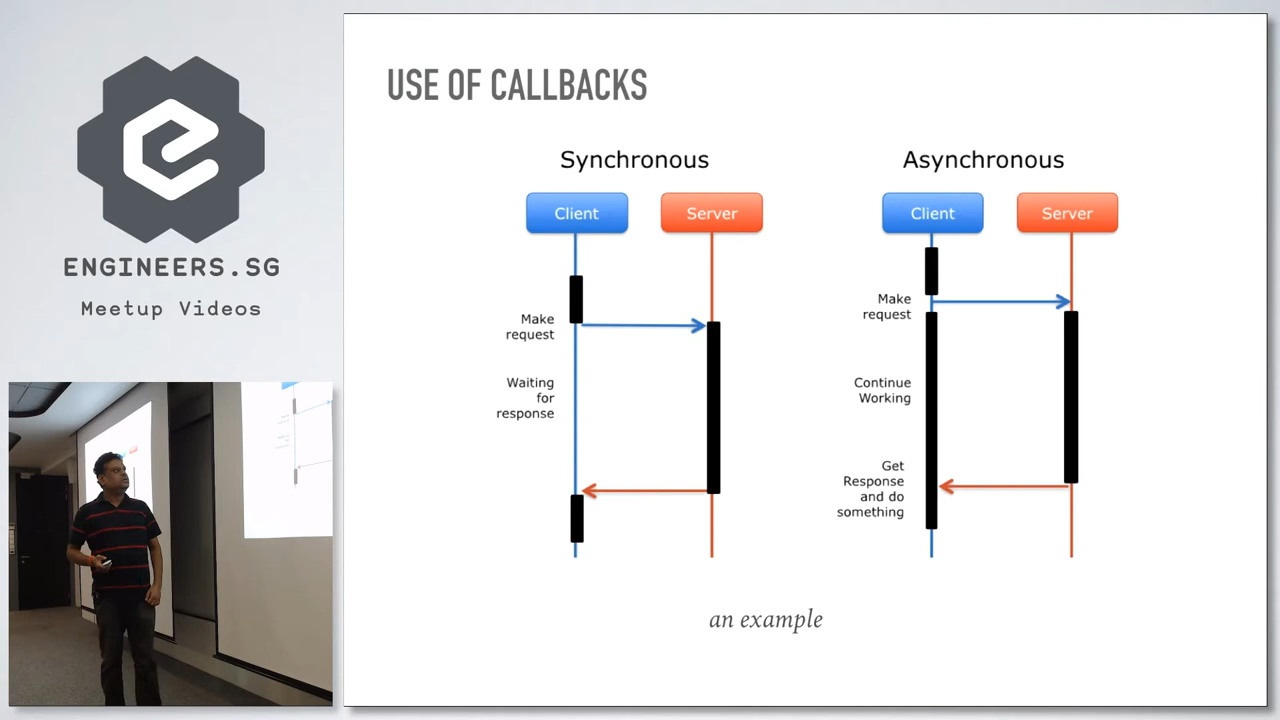 ENGINEERS.SG
Meetup Videos
USE OF CALLBACKS
Synchronous
Client
Server
Make
request
Waiting
for
response
Asynchronous
Client
Server
Make
request
Continue
Working
Get
Response
and do
something
an example